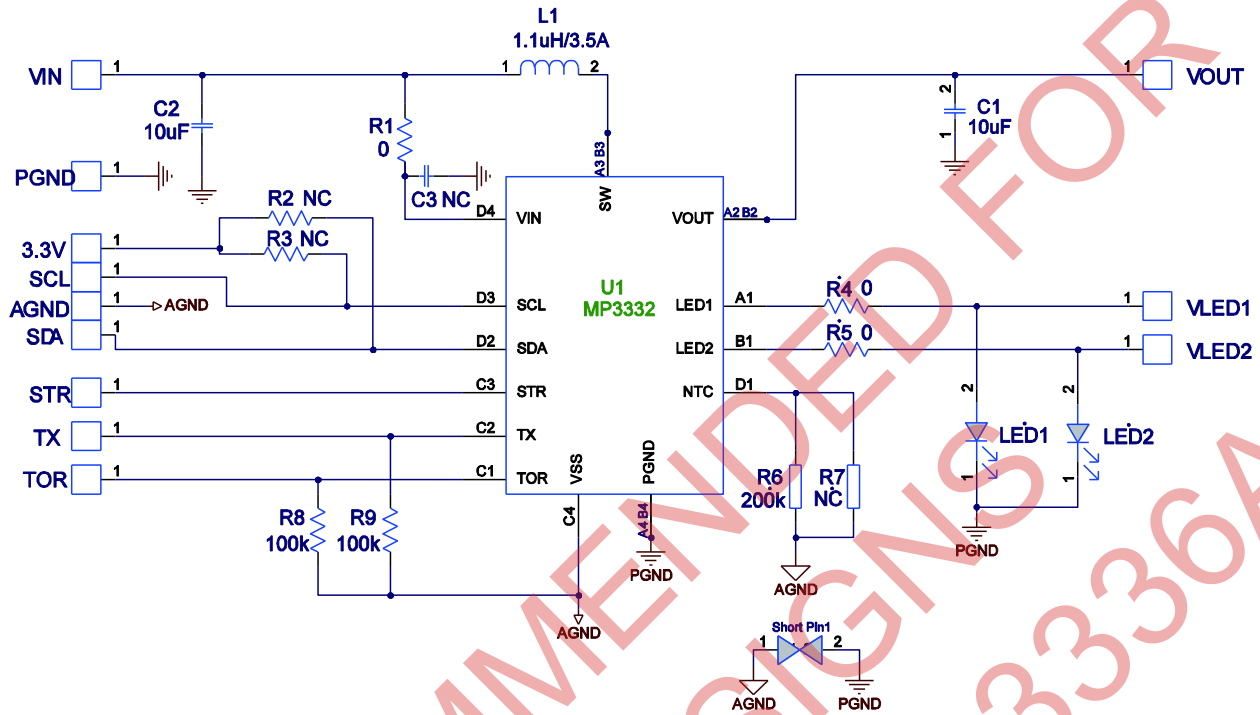 L1
1.1uH/3.5A
VIN 1
1 2
1 VOUT
C2
10uF
R1
0
A3 B3
2
C1
10uF
1
PGND 1
C3 NC
SW
R2 NC
D4 VIN
VOUT A2 B2
3.3V 1
R3 NC
SCL 1
U1
MP3332
AGND 1 AGND
D3 SCL
LED1 A1
R4 0
1 VLED1
SDA 1
D2 SDA
LED2 B1
R5 0
1 VLED2
STR 1
C3 STR
NTC D1
2
2
TX 1
C2 TX
LED1
LED2
TOR 1
C1 TOR
VSS
PGND
R6
200k
R7
NC
1
1
R8
100k
R9
100k
C4
A4 B4
PGND
PGND
AGND
AGND
Short Pin1
1 2
AGND
PGND
MMENDED FOR
SIGNS
3336A